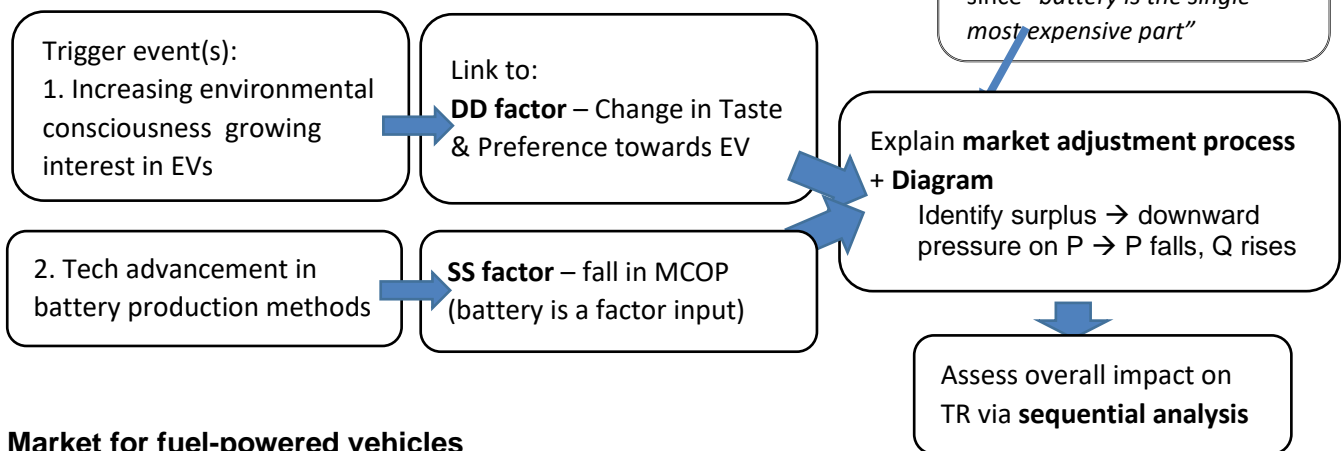 since "battery is the single
most expensive part"
Trigger event(s):
1. Increasing environmental
consciousness growing
interest in EVs
Link to:
DD factor – Change in Taste
& Preference towards EV
2. Tech advancement in
battery production methods
SS factor – fall in MCOP
(battery is a factor input)
Explain market adjustment process
+ Diagram
Identify surplus → downward
pressure on P → P falls, Q rises
Assess overall impact on
TR via sequential analysis
Market for fuel-powered vehicles